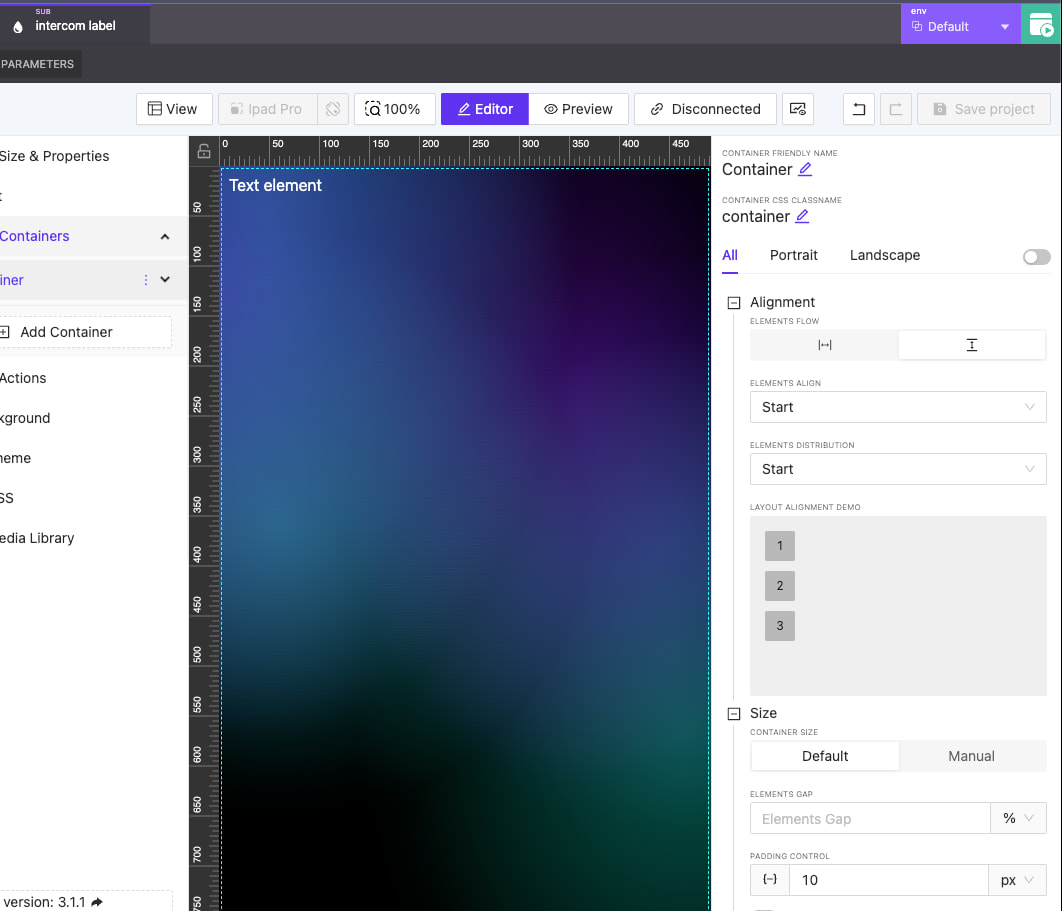 SUB
intercom label
env
Default
PARAMETERS
View
Ipad Pro
100%
Editor
Preview
Disconnected
Save project
Size & Properties
t
Containers
iner
Add Container
Actions
kground
heme
SS
edia Library
version: 3.1.1
0 50 100 150 200 250 300 350 400 450
50
100
150
200
250
300
350
400
450
500
550
600
650
700
750
Text element
CONTAINER FRIENDLY NAME
Container
CONTAINER CSS CLASSNAME
container
All Portrait Landscape
Alignment
ELEMENTS FLOW
ELEMENTS ALIGN
Start
ELEMENTS DISTRIBUTION
Start
LAYOUT ALIGNMENT DEMO
1
2
3
Size
CONTAINER SIZE
Default Manual
ELEMENTS GAP
Elements Gap %
PADDING CONTROL
10 px